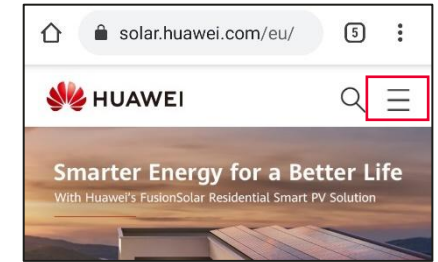 solar.huawei.com/eu/
5
HUAWEI
Smarter Energy for a Better Life
With Huawei's FusionSolar Residential Smart PV Solution